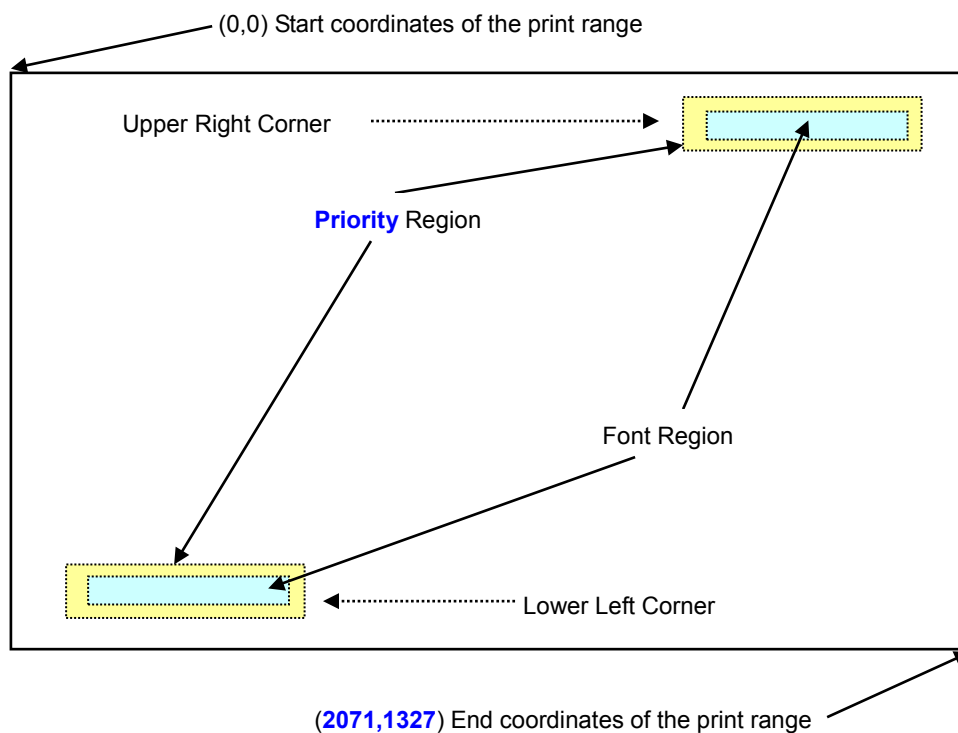 (0,0) Start coordinates of the print range
Upper Right Corner
Priority Region
Font Region
Lower Left Corner
(2071,1327) End coordinates of the print range